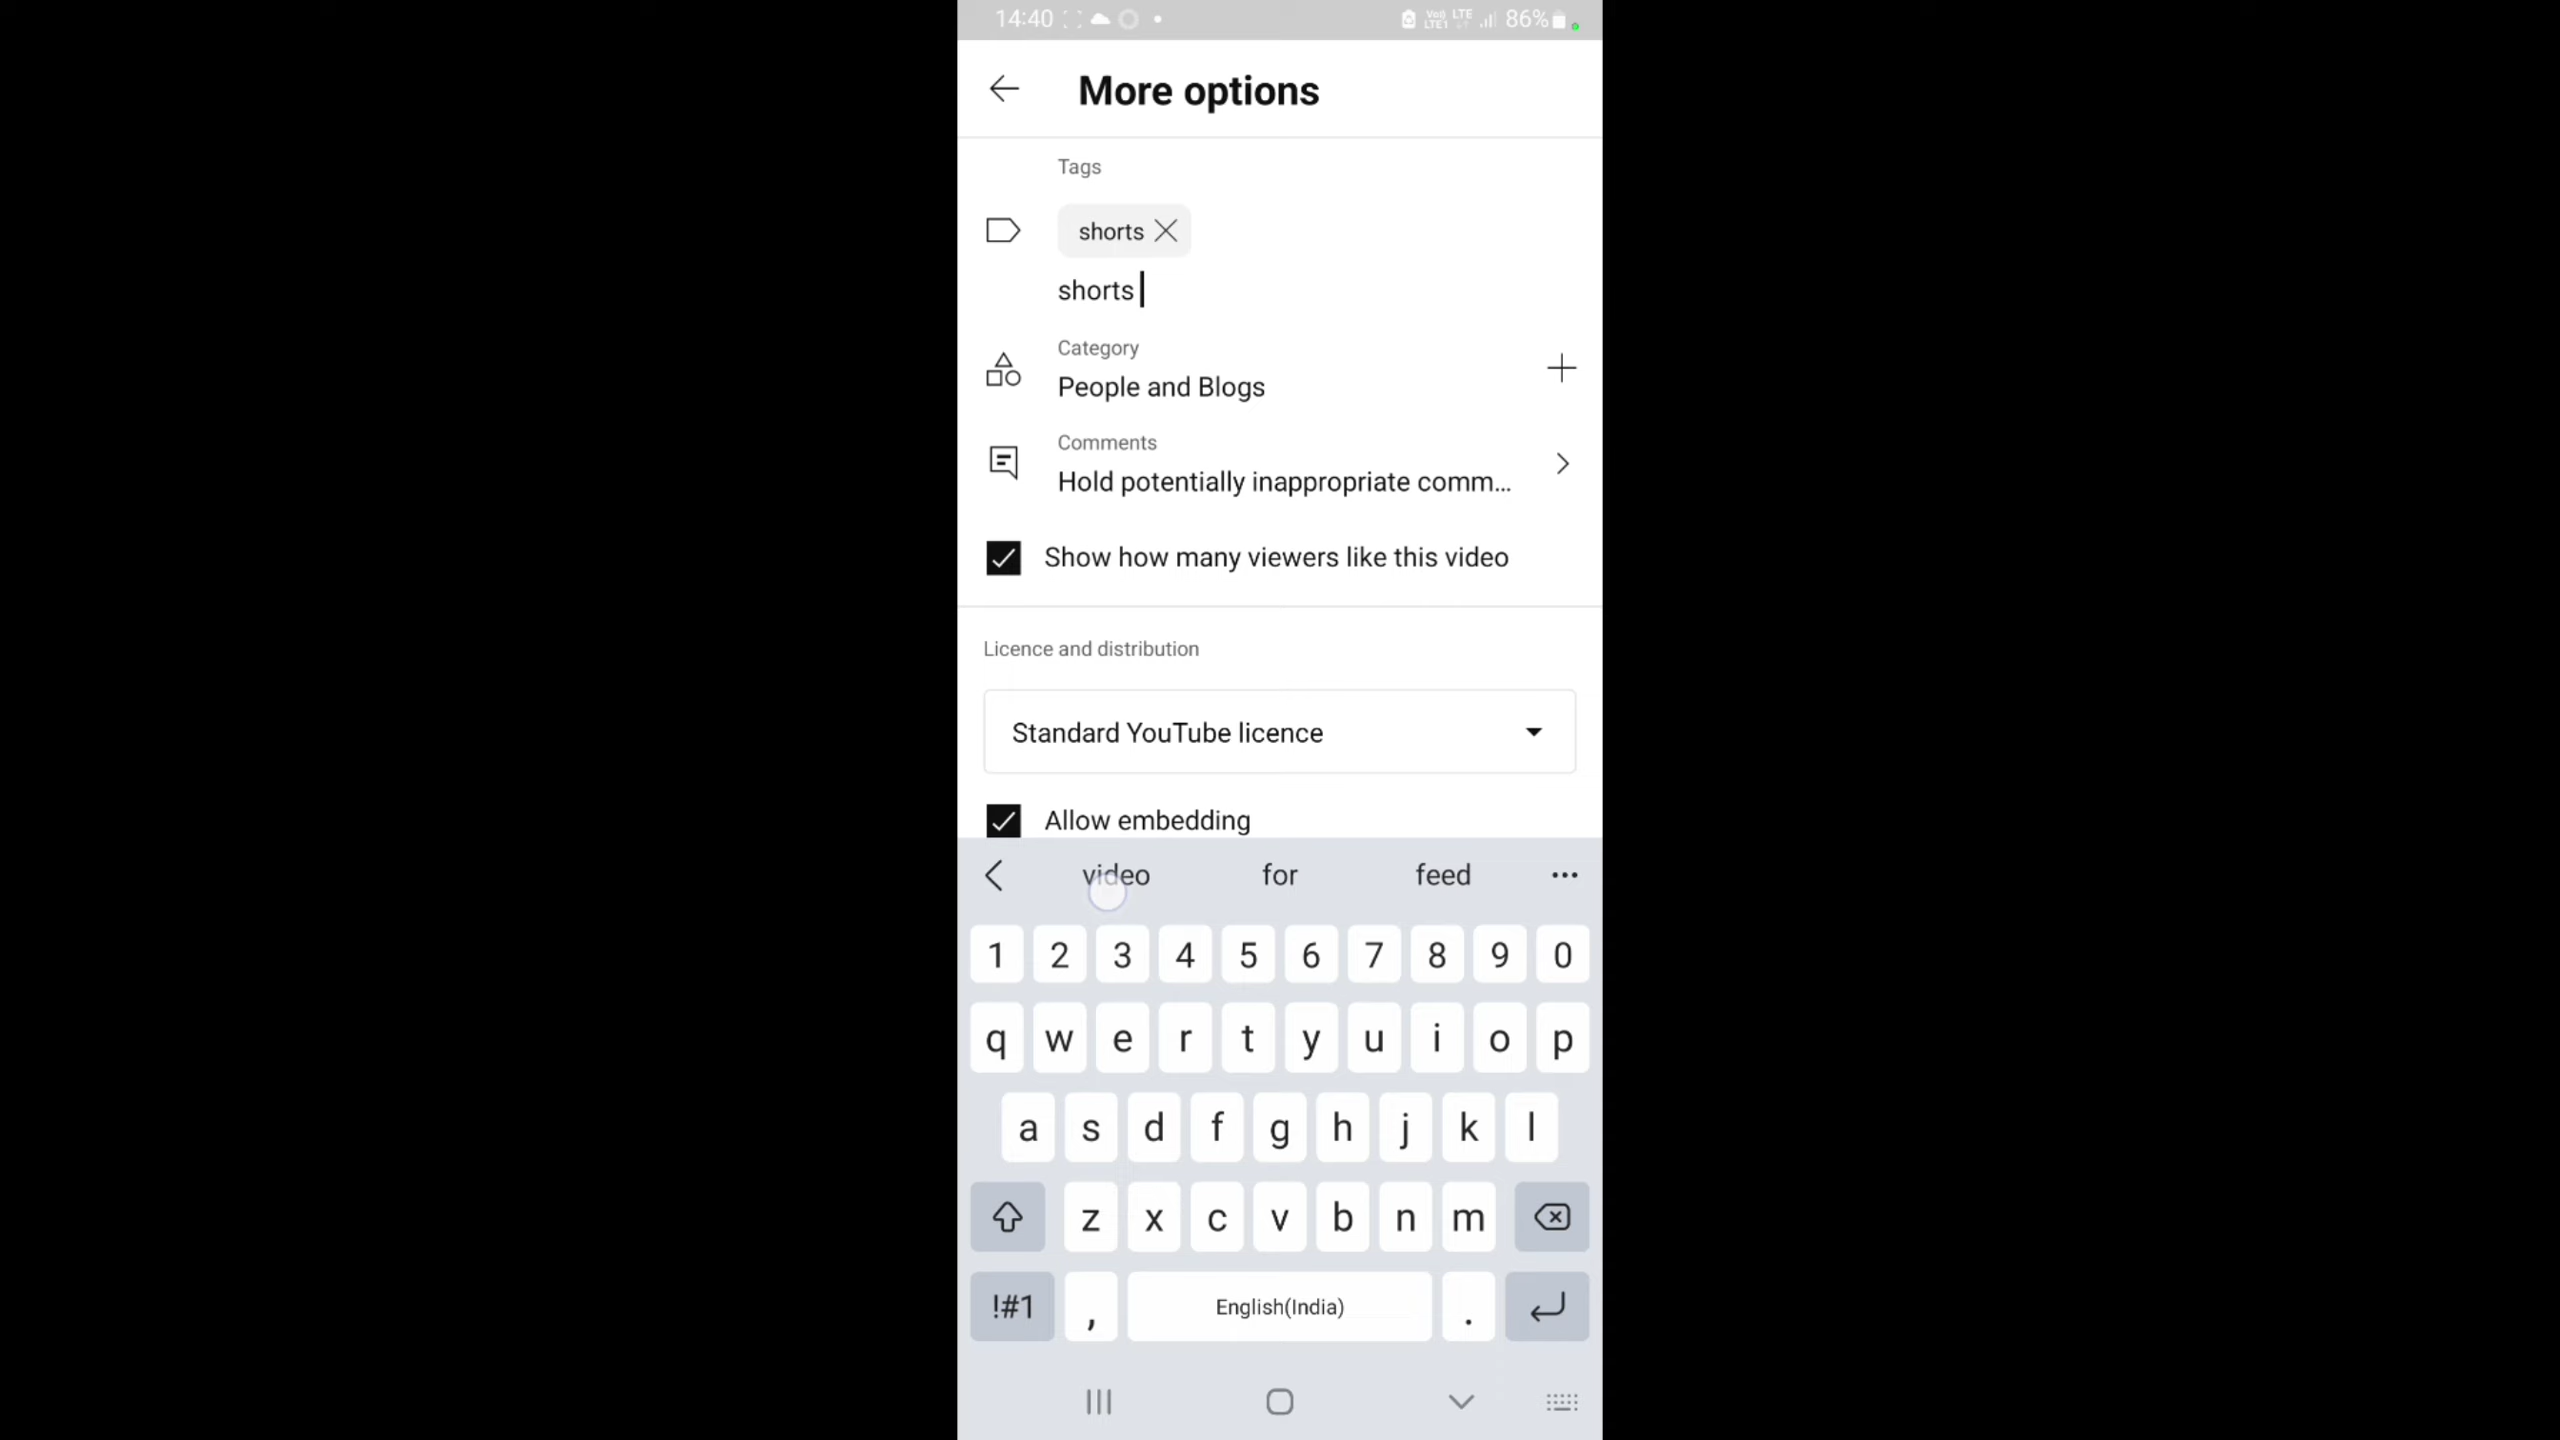 14:40 86%
More options
Tags
shorts
shorts
Category
People and Blogs
Comments
Hold potentially inappropriate comm...
Show how many viewers like this video
Licence and distribution
Standard YouTube licence
Allow embedding
video for feed ...
1 2 3 4 5 6 7 8 9 0
q w e r t y u i o p
a s d f g h j k l
z x c v b n m
!#1 , English(India) .